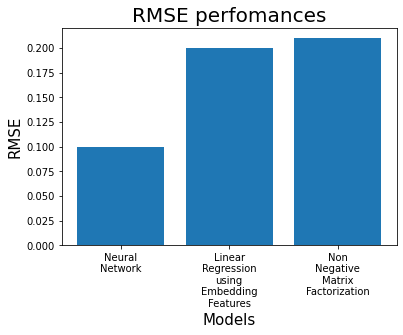 RMSE perfomances
RMSE
0.200
0.175
0.150
0.125
0.100
0.075
0.050
0.025
0.000
Neural
Network
Linear
Regression
using
Embedding
Features
Non
Negative
Matrix
Factorization
Models